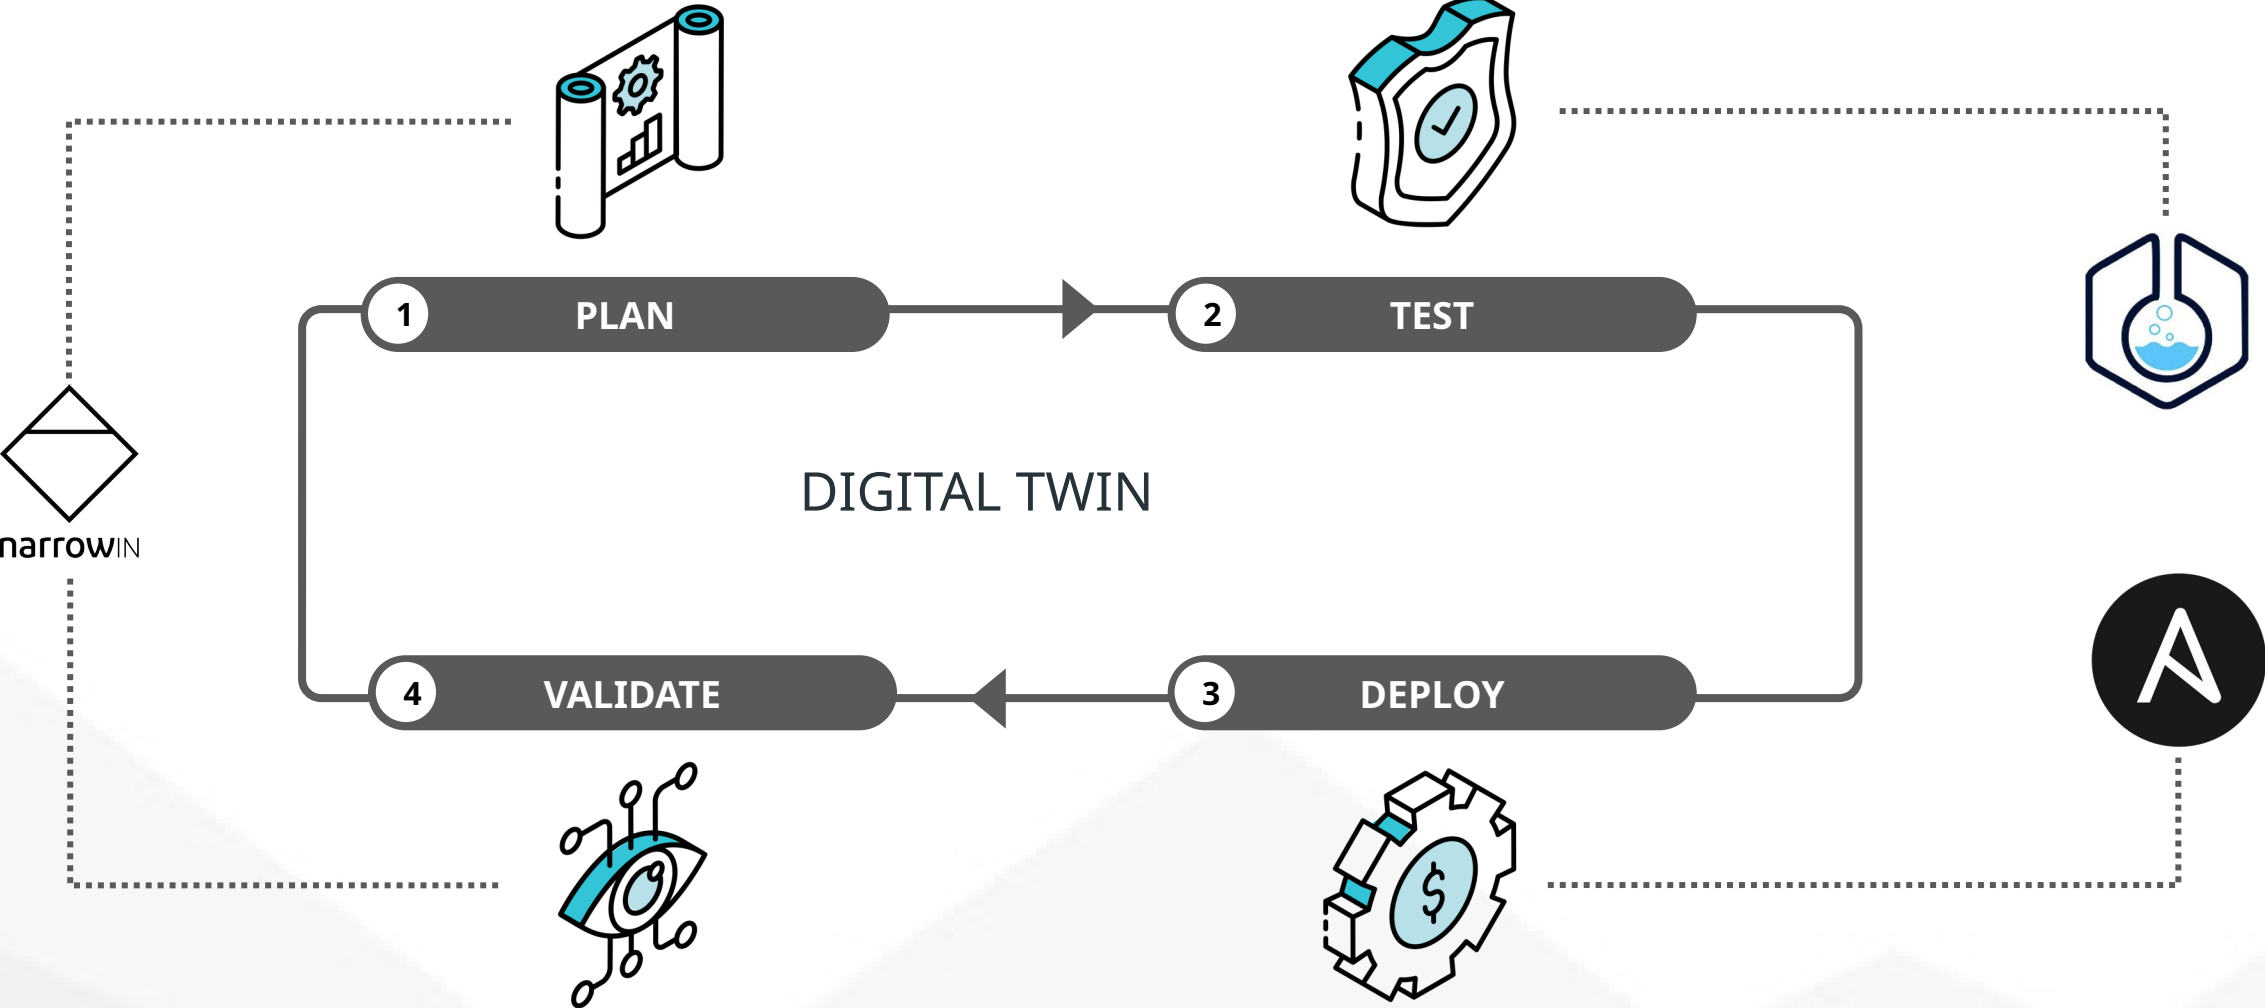 1 PLAN
2 TEST
DIGITAL TWIN
narrowIN
4 VALIDATE
3 DEPLOY
$